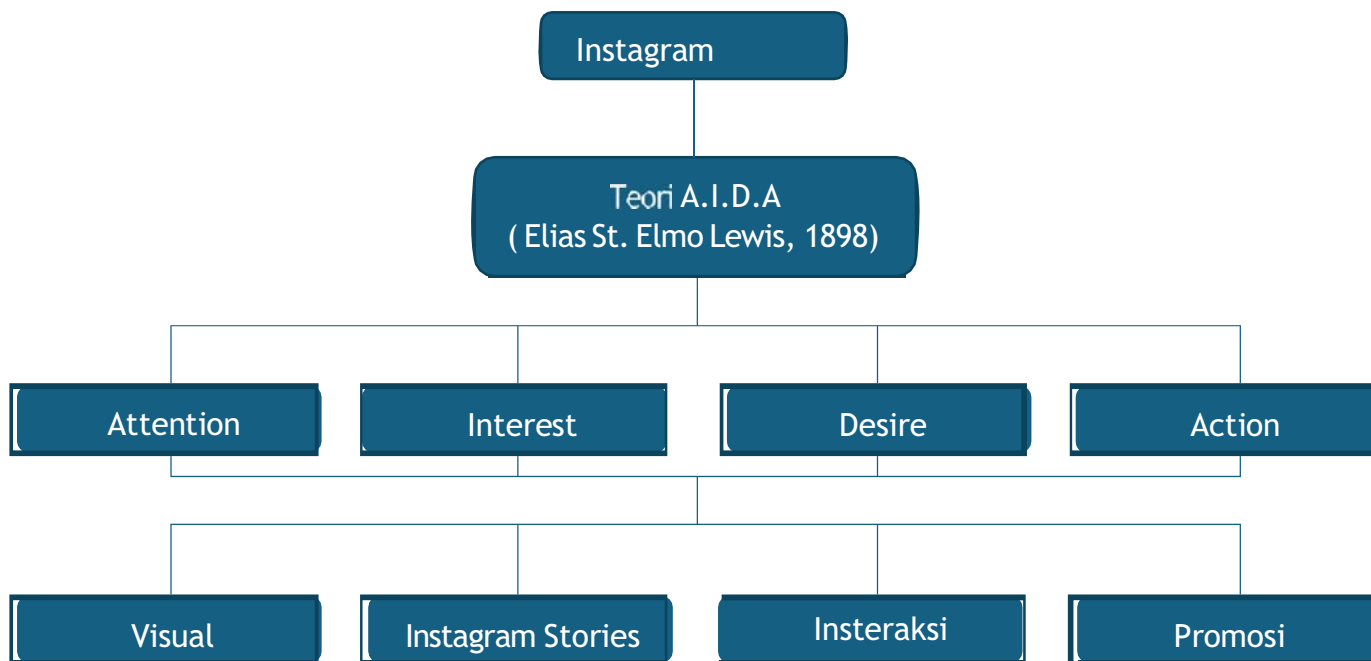 Instagram
Teori A.I.D.A
( Elias St. Elmo Lewis, 1898)
Attention
Interest
Desire
Action
Visual
Instagram Stories
Insteraksi
Promosi